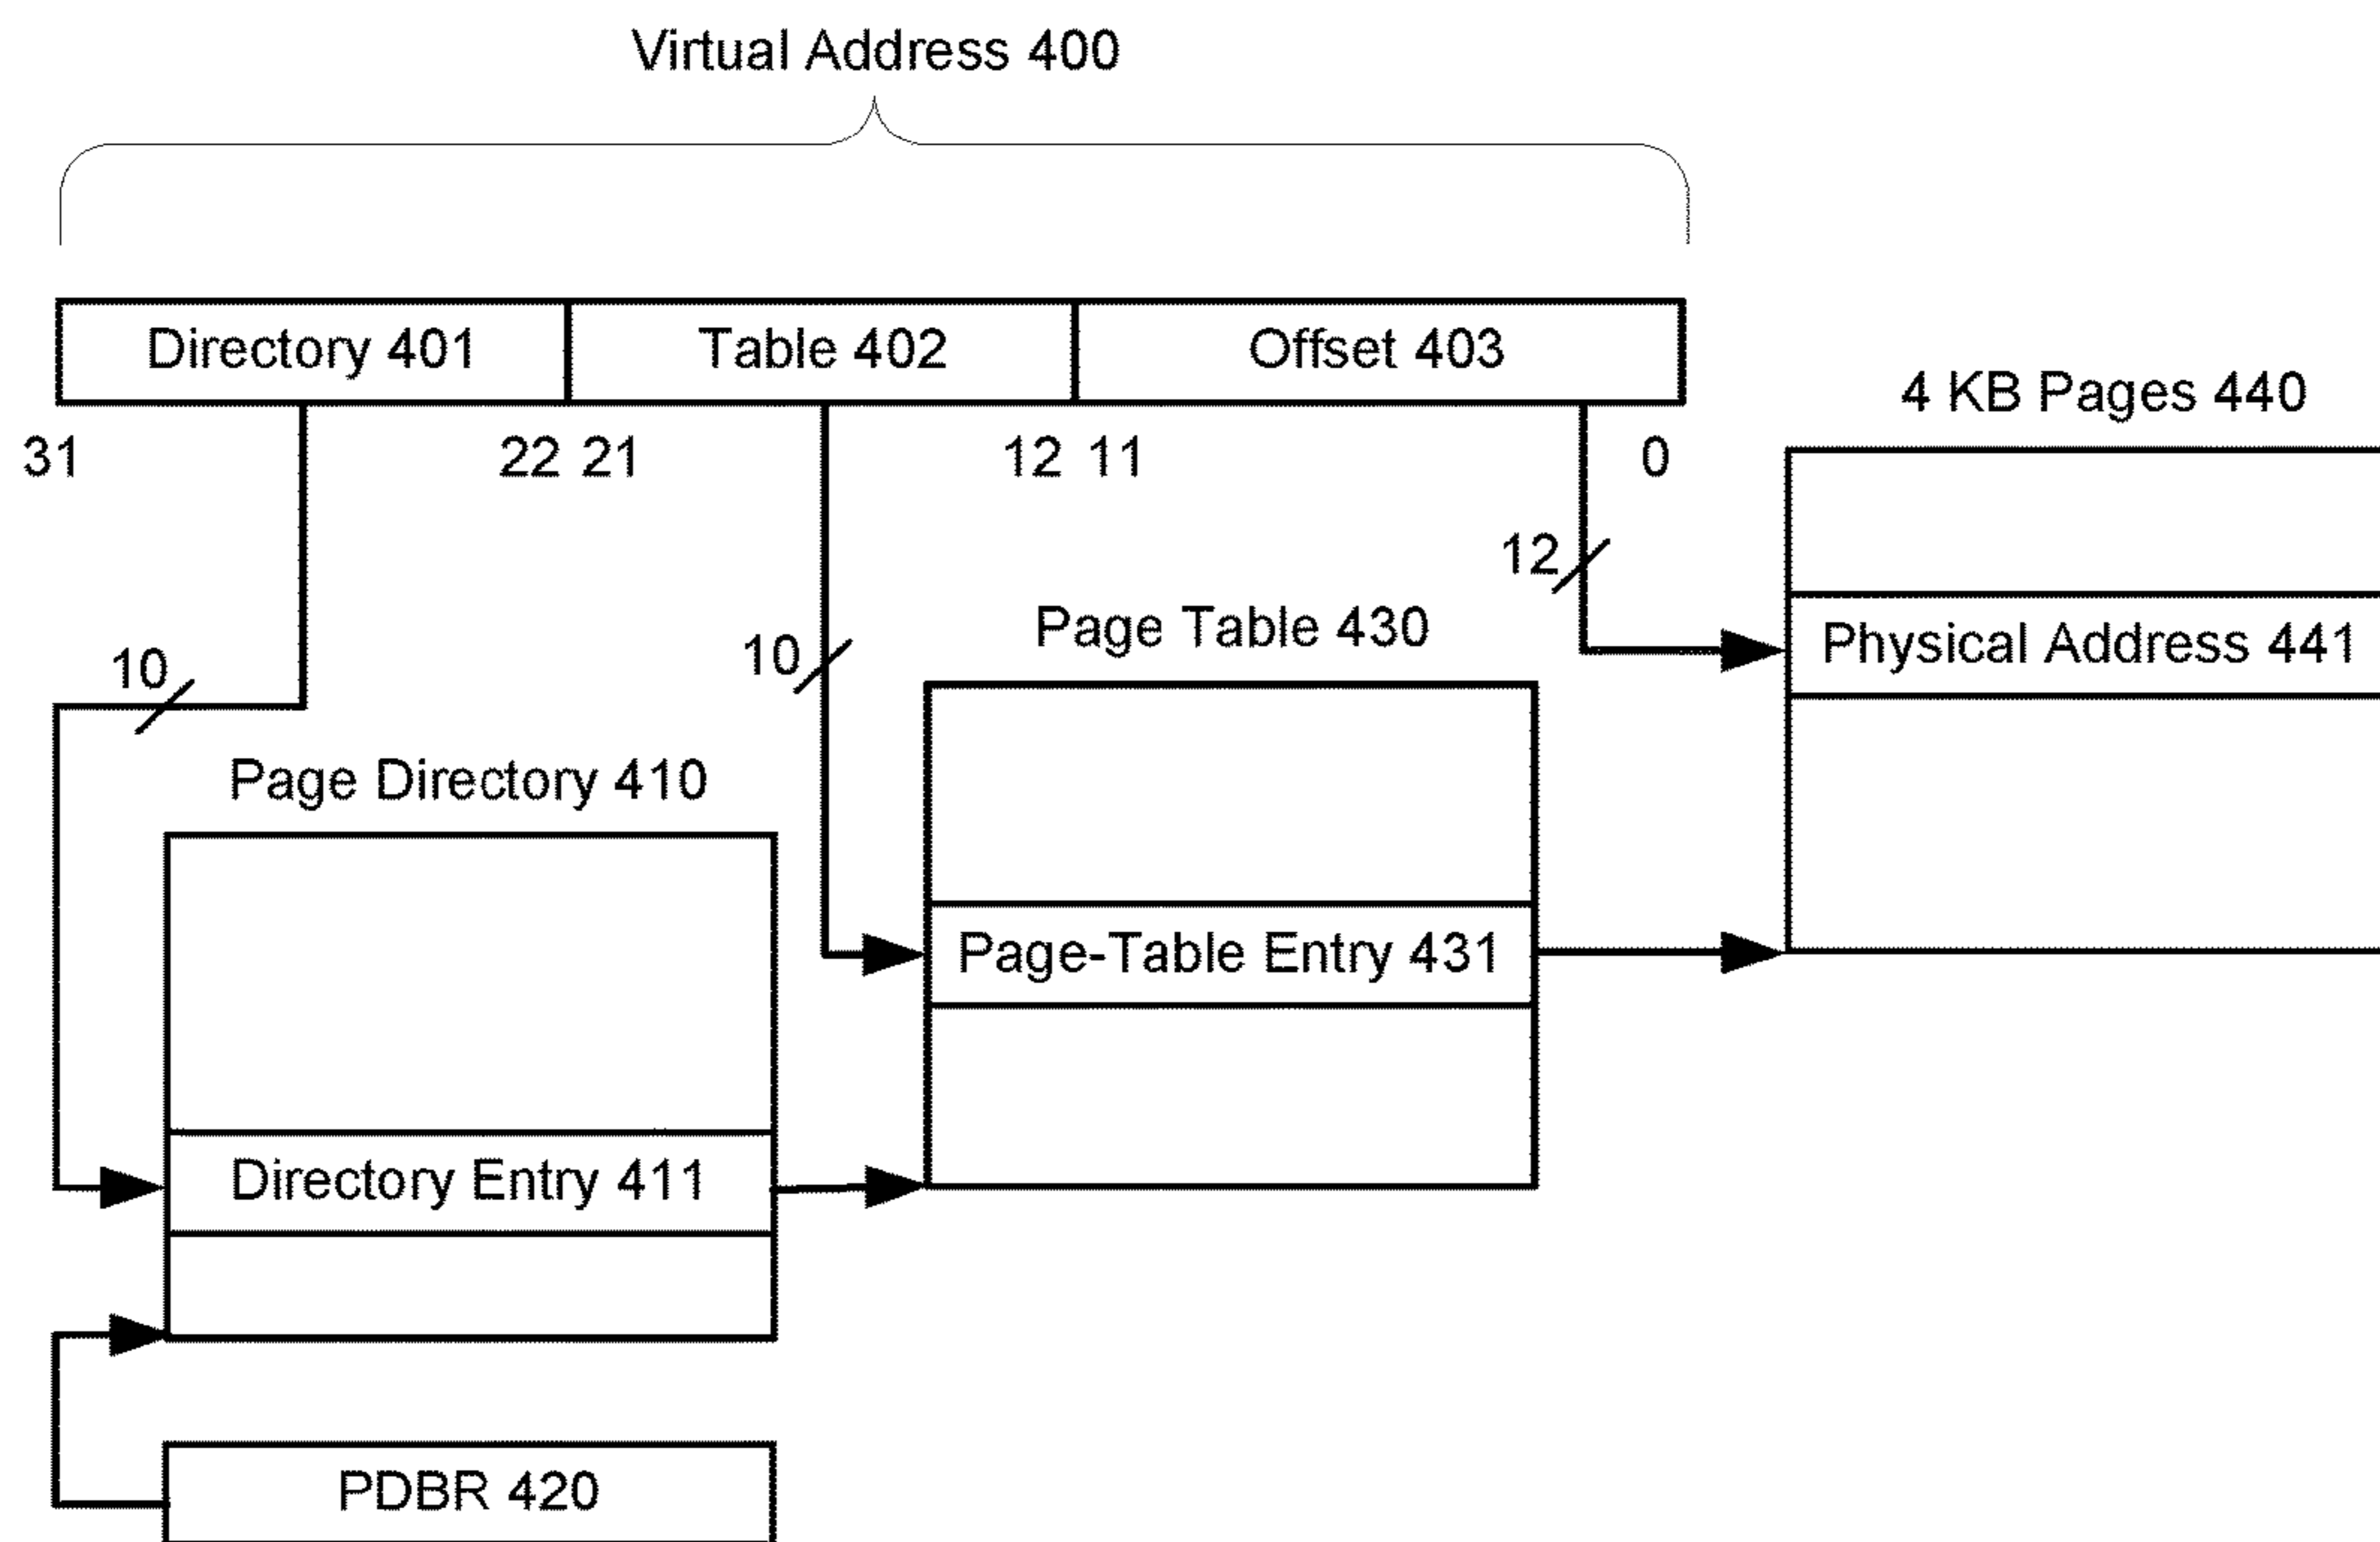 Virtual Address 400
Directory 401 Table 402 Offset 403
31 22 21 12 11 0
4 KB Pages 440
12
Physical Address 441
Page Table 430
10
10
Page Directory 410
Page-Table Entry 431
Directory Entry 411
PDBR 420